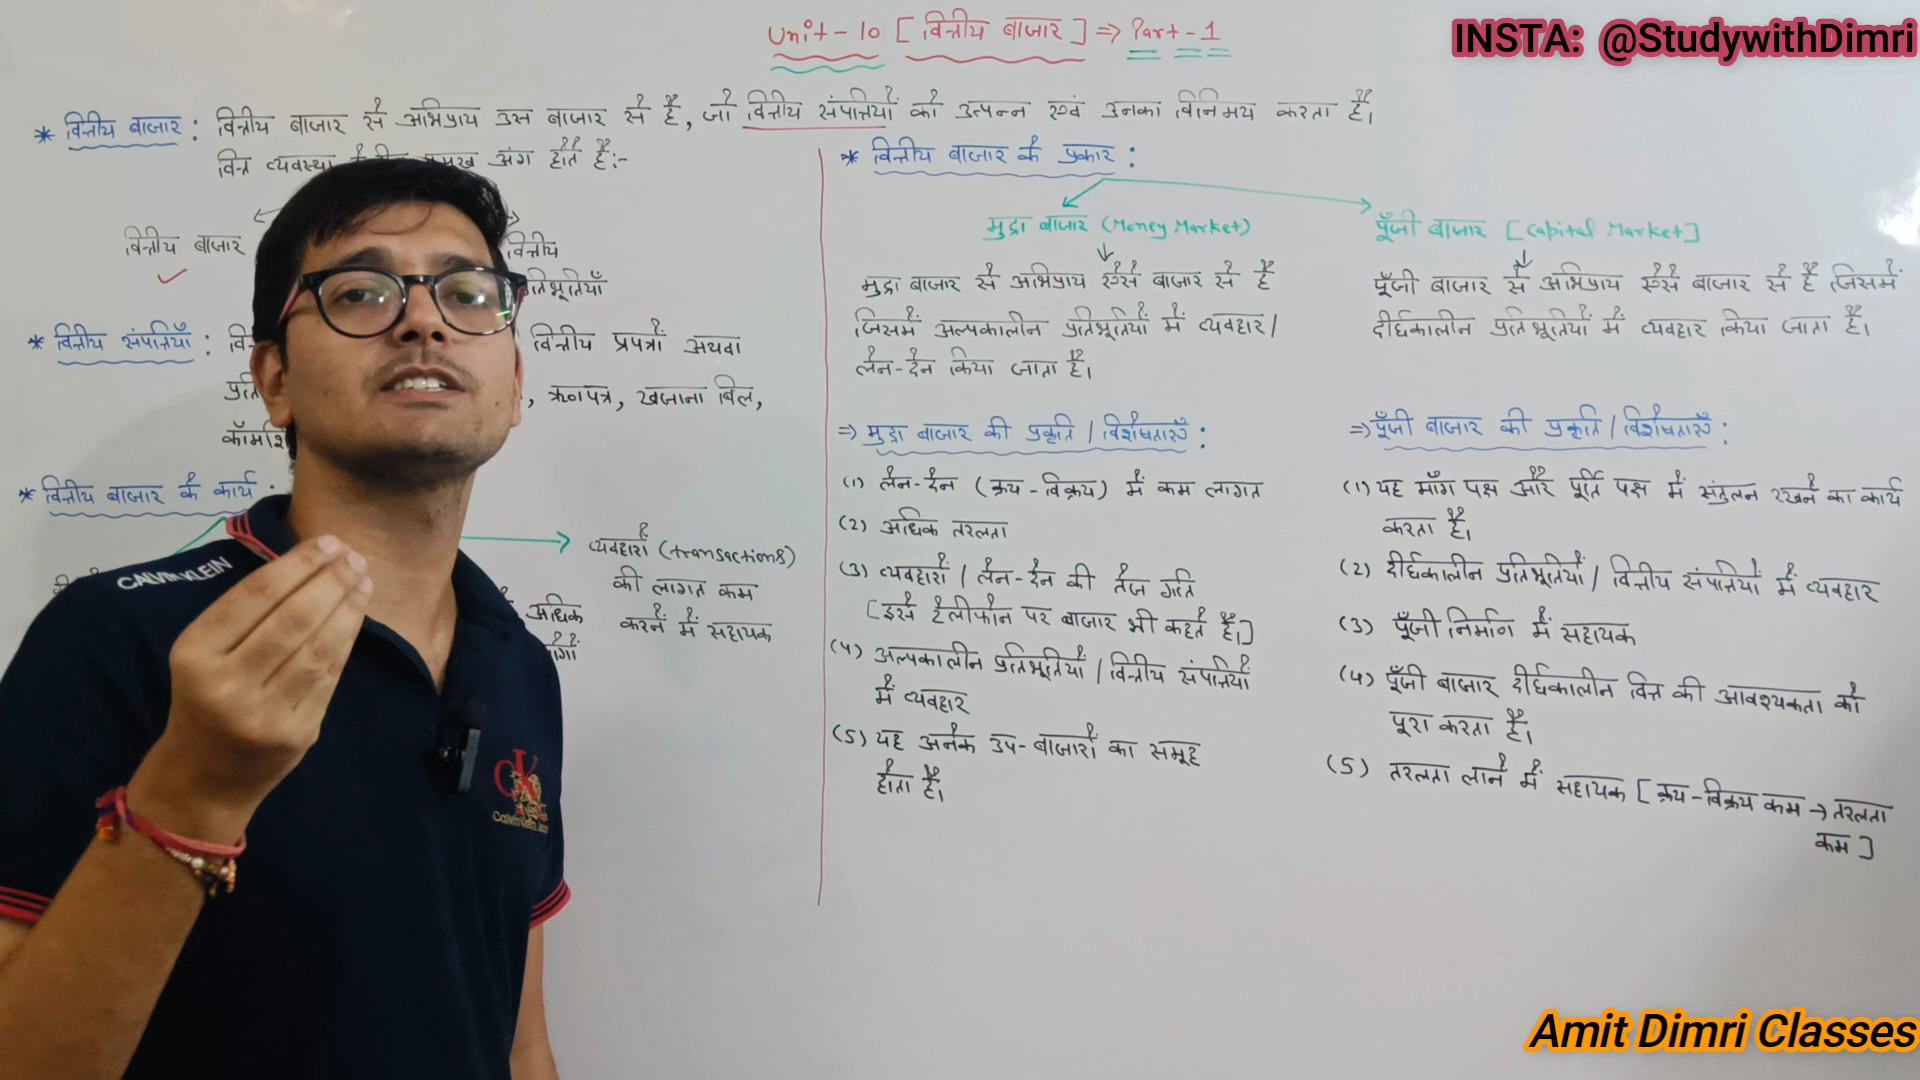 Unit-10 [वित्तीय बाजार] => Part-1
INSTA: @StudywithDimri
* वित्तीय बाजार : वित्तीय बाजार से अभिप्राय उस बाजार से है, जो वित्तीय संपत्तियों को उत्पन्न एवं उनका विनिमय करता है।
वित्त व्यवस्था अंग होते हैं:-
वित्तीय बाजार
वित्तीय
* वित्तीय संपत्तियाँ : वित्तीय प्रपत्रों अथवा
, ऋणपत्र, खजाना बिल,
* वित्तीय बाजार के कार्य :
व्यवहारों (transactions)
की लागत कम
करने में सहायक
अधिक
* वित्तीय बाजार के प्रकार :
मुद्रा बाजार (Money Market)
मुद्रा बाजार से अभिप्राय ऐसे बाजार से है
जिसमें अल्पकालीन प्रतिभूतियों में व्यवहार/
लेन-देन किया जाता है।
=> मुद्रा बाजार की प्रकृति / विशेषताएँ :
(1) लेन-देन (क्रय-विक्रय) में कम लागत
(2) अधिक तरलता
(3) व्यवहारों / लेन-देन की तेज गति
[इसे टेलीफोन पर बाजार भी कहते हैं।]
(4) अल्पकालीन प्रतिभूतियों / वित्तीय संपत्तियों
में व्यवहार
(5) यह अनेक उप-बाजारों का समूह
होता है।
पूँजी बाजार [Capital Market]
पूँजी बाजार से अभिप्राय ऐसे बाजार से है जिसमें
दीर्घकालीन प्रतिभूतियों में व्यवहार किया जाता है।
=> पूँजी बाजार की प्रकृति / विशेषताएँ :
(1) यह माँग पक्ष और पूर्ति पक्ष में संतुलन रखने का कार्य
करता है।
(2) दीर्घकालीन प्रतिभूतियों / वित्तीय संपत्तियों में व्यवहार
(3) पूँजी निर्माण में सहायक
(4) पूँजी बाजार दीर्घकालीन वित्त की आवश्यकता को
पूरा करता है।
(5) तरलता लाने में सहायक [क्रय-विक्रय कम → तरलता
कम]
CALVIN KLEIN
CK
Amit Dimri Classes